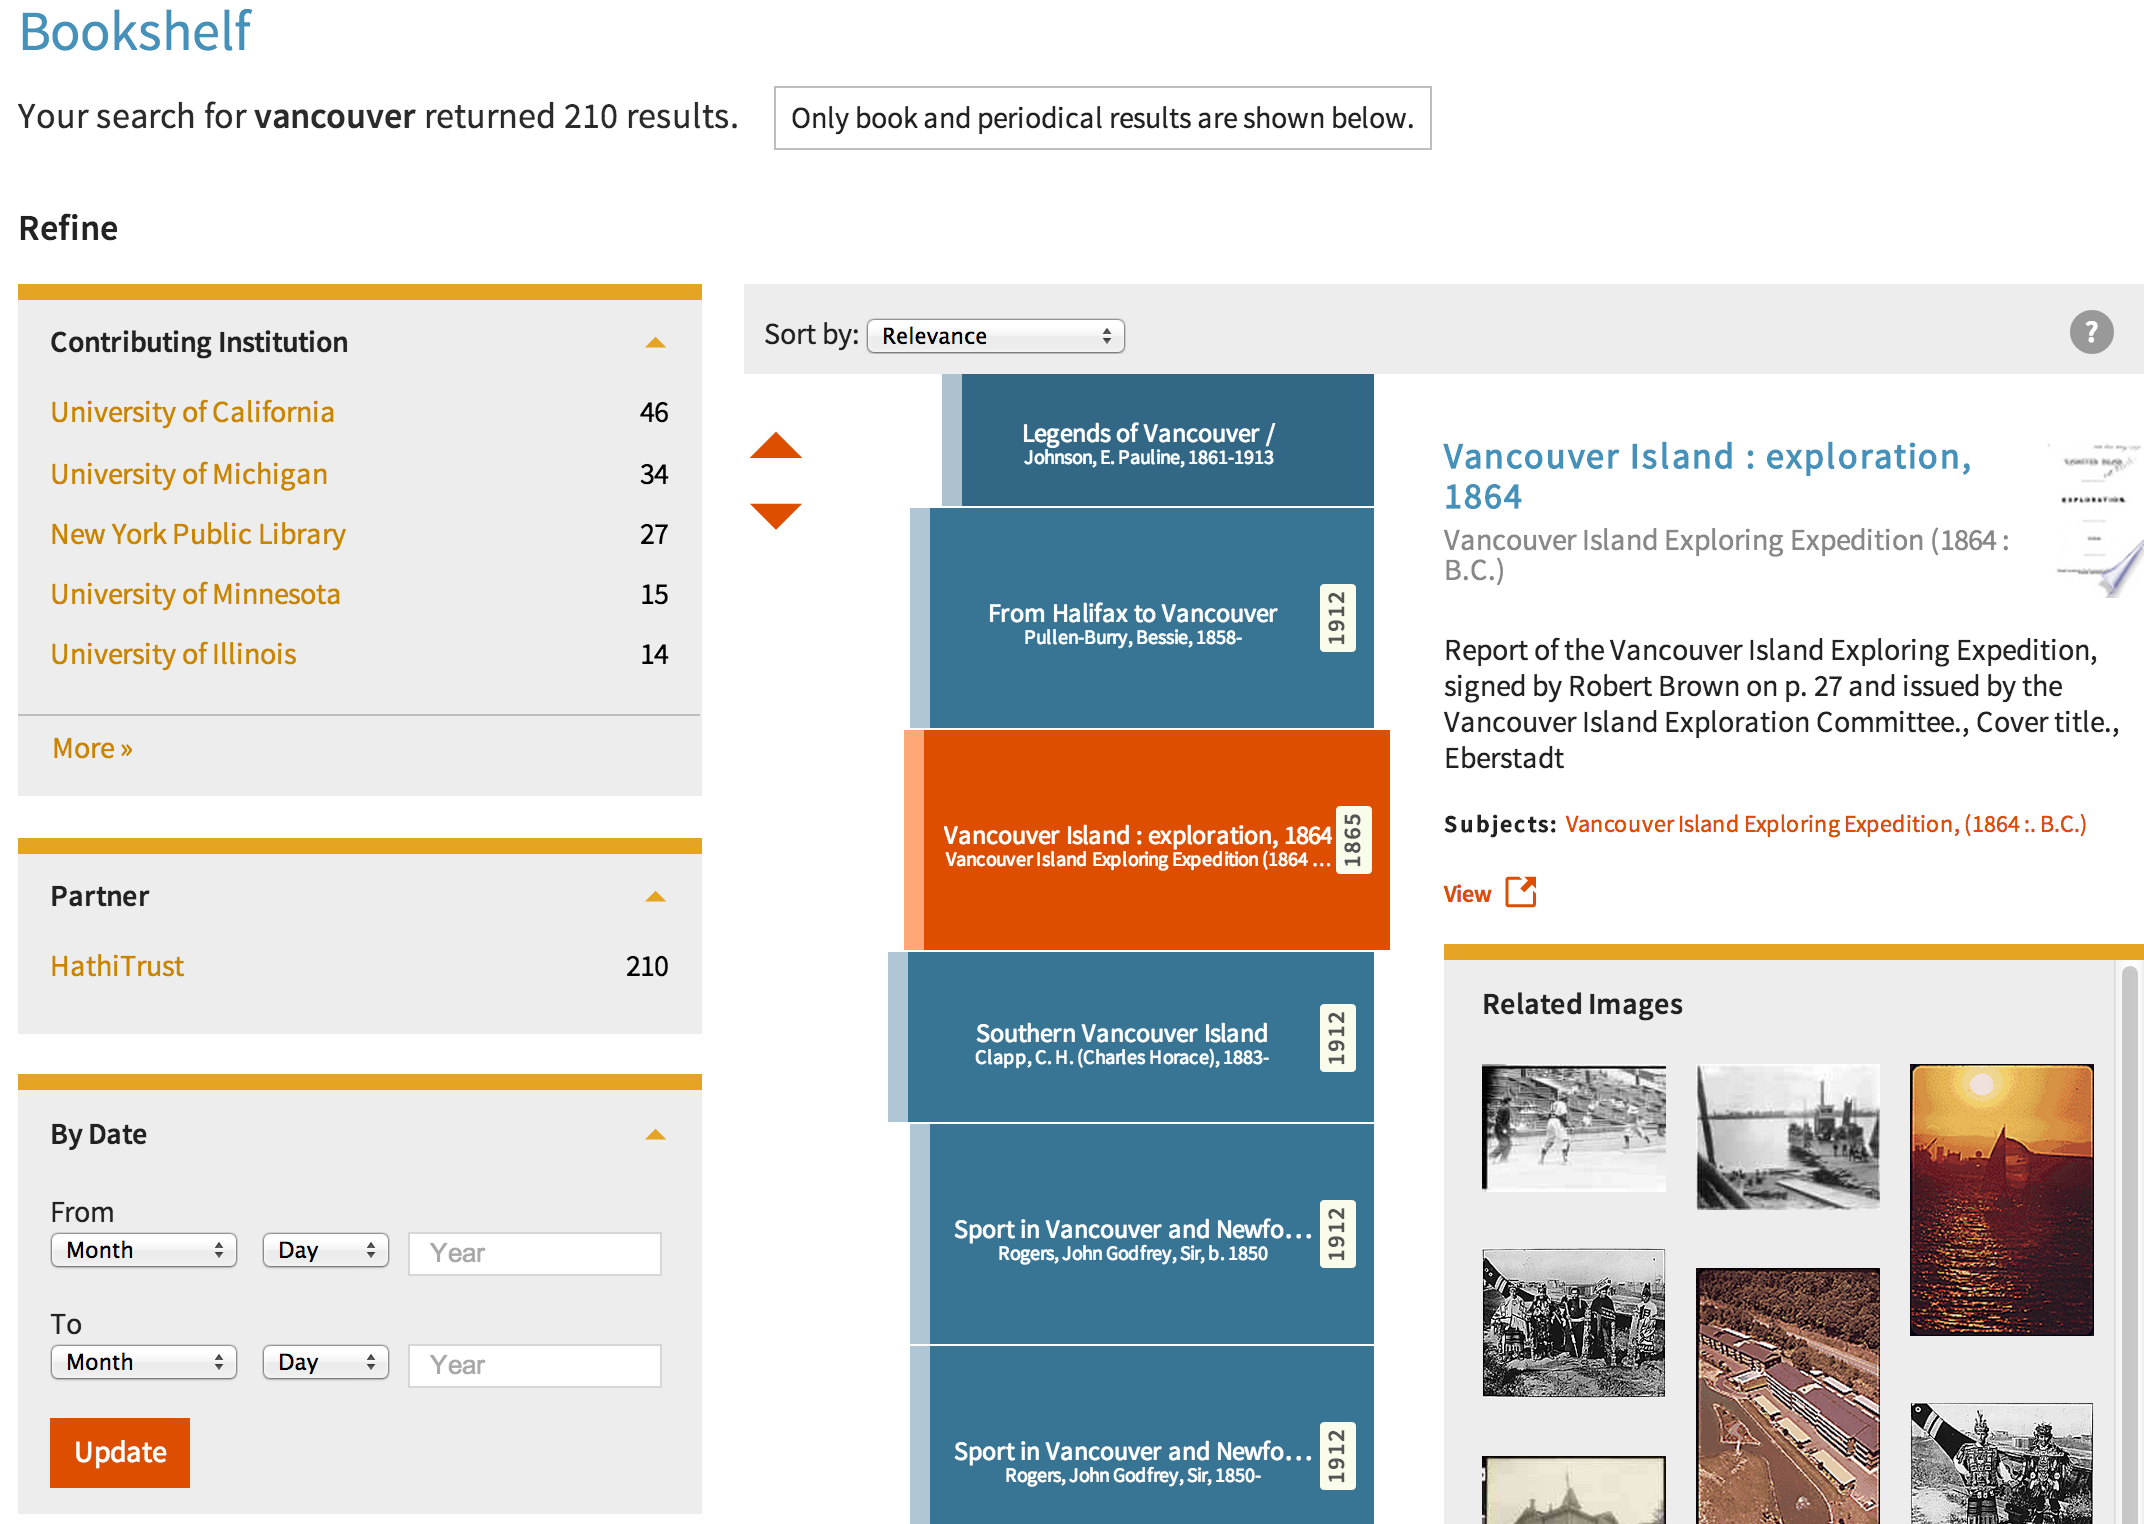 Bookshelf
Your search for vancouver returned 210 results.
Only book and periodical results are shown below.
Refine
Contributing Institution
University of California 46
University of Michigan 34
New York Public Library 27
University of Minnesota 15
University of Illinois 14
More »
Partner
HathiTrust 210
By Date
From
Month Day Year
To
Month Day Year
Update
Sort by: Relevance
?
Legends of Vancouver /
Johnson, E. Pauline, 1861-1913
From Halifax to Vancouver
Pullen-Burry, Bessie, 1858-
1912
Vancouver Island : exploration, 1864
Vancouver Island Exploring Expedition (1864 ...
1865
Southern Vancouver Island
Clapp, C. H. (Charles Horace), 1883-
1912
Sport in Vancouver and Newfo...
Rogers, John Godfrey, Sir, b. 1850
1912
Sport in Vancouver and Newfo...
Rogers, John Godfrey, Sir, 1850-
1912
Vancouver Island : exploration,
1864
Vancouver Island Exploring Expedition (1864 :
B.C.)
EXPLORATION
Report of the Vancouver Island Exploring Expedition,
signed by Robert Brown on p. 27 and issued by the
Vancouver Island Exploration Committee., Cover title.,
Eberstadt
Subjects: Vancouver Island Exploring Expedition, (1864 :. B.C.)
View
Related Images